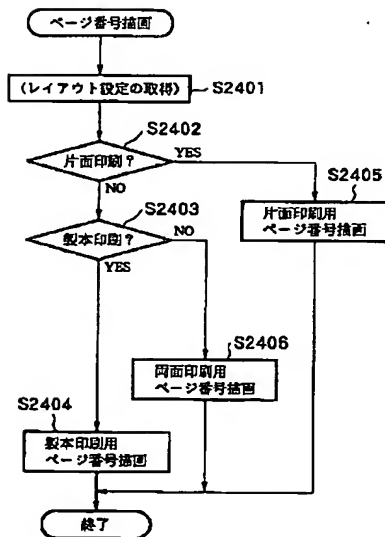 ページ番号描画
(レイアウト設定の取得)
S2401
S2402
片面印刷?
YES
NO
S2405
片面印刷用
ページ番号描画
S2403
製本印刷?
NO
YES
S2406
両面印刷用
ページ番号描画
S2404
製本印刷用
ページ番号描画
終了